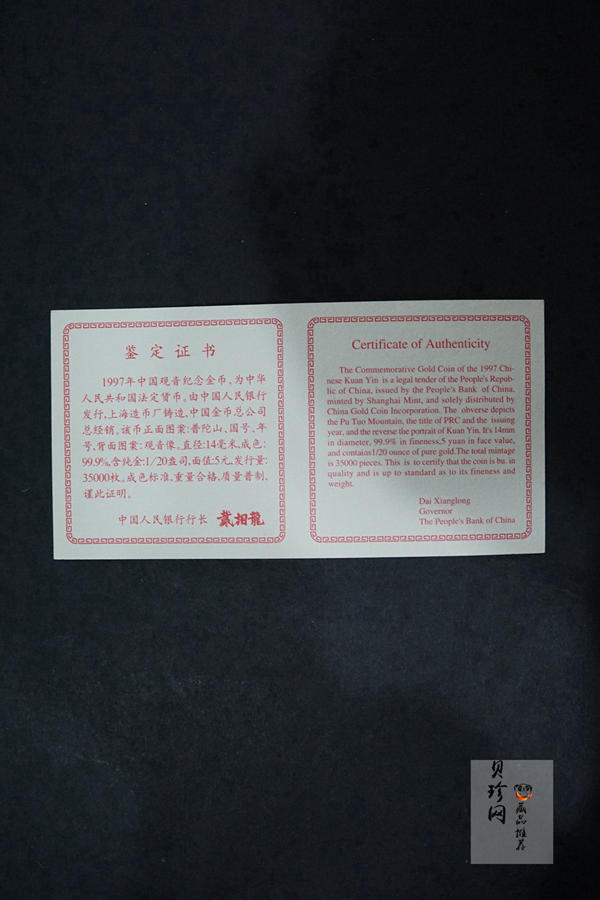 鉴定证书
1997年中国观音纪念金币,为中华
人民共和国法定货币,由中国人民银行
发行,上海造币厂铸造,中国金币总公司
总经销,该币正面图案:普陀山、国号、年
号,背面图案:观音像。直径:14毫米,成色:
99.9%,含纯金:1/20盎司,面值:5元,发行量:
35000枚。成色标准,重量合格,质量普制,
谨此证明。
中国人民银行行长 戴相龍
Certificate of Authenticity
The Commemorative Gold Coin of the 1997 Chi-
nese Kuan Yin is a legal tender of the People's Repub-
lic of China, issued by the People's Bank of China,
minted by Shanghai Mint, and solely distributed by
China Gold Coin Incorporation. The obverse depicts
the Pu Tuo Mountain, the title of PRC and the issuing
year, and the reverse the portrait of Kuan Yin. It's 14mm
in diameter, 99.9% in fineness,5 yuan in face value,
and contains1/20 ounce of pure gold.The total mintage
is 35000 pieces. This is to certify that the coin is bu. in
quality and is up to standard as to its fineness and
weight.
Dai Xianglong
Governor
The People's Bank of China
贝珍网
藏品推荐